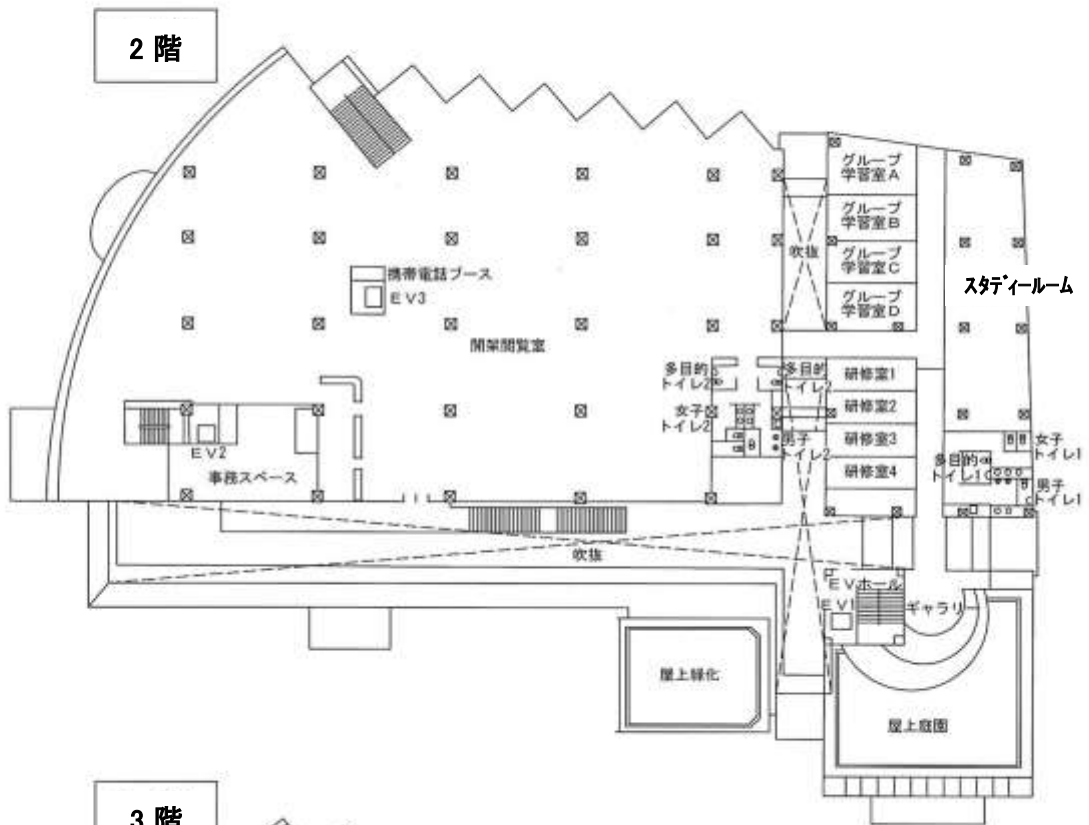 2 階
グループ
学習室A
グループ
学習室B
吹抜
グループ
学習室C
グループ
学習室D
スタディールーム
携帯電話ブース
EV3
開架閲覧室
多目的
トイレ2
多目的
トイレ2
研修室1
研修室2
研修室3
研修室4
女子
トイレ2
男子
トイレ2
女子
トイレ1
多目的
トイレ1
男子
トイレ1
EV2
事務スペース
吹抜
EVホール
EV1
ギャラリー
屋上緑化
屋上庭園
3 階